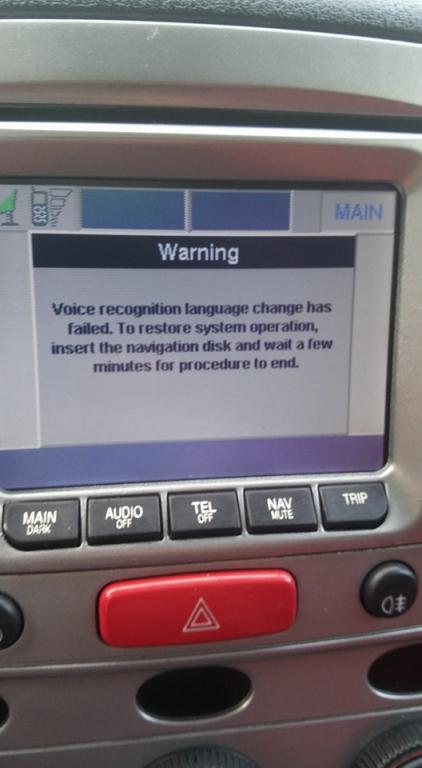 MAIN
Warning
Voice recognition language change has
failed. To restore system operation,
insert the navigation disk and wait a few
minutes for procedure to end.
MAIN
DARK
AUDIO
OFF
TEL
OFF
NAV
MUTE
TRIP